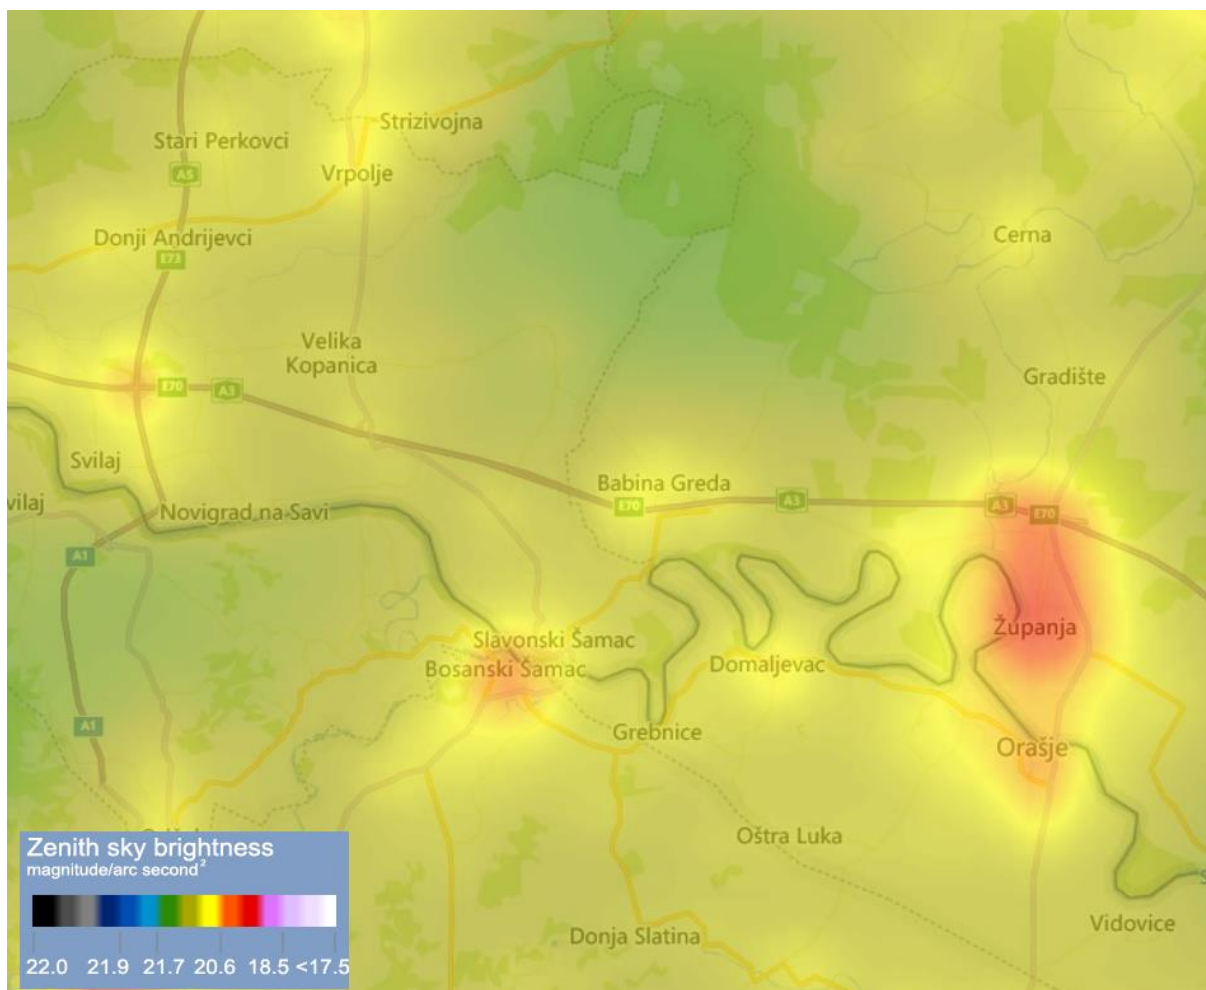 Strizivojna
Stari Perkovci
Vrpolje
A5
Donji Andrijevci
E73
Cerna
Velika
Kopanica
Gradište
E70
A3
Svilaj
Babina Greda
A3
A3
vilaj
Novigrad na Savi
E70
E70
A1
Slavonski Šamac
Županja
Bosanski Šamac
Domaljevac
A1
Grebnice
Orašje
Oštra Luka
Zenith sky brightness
magnitude/arc second²
Vidovice
Donja Slatina
22.0 21.9 21.7 20.6 18.5 <17.5